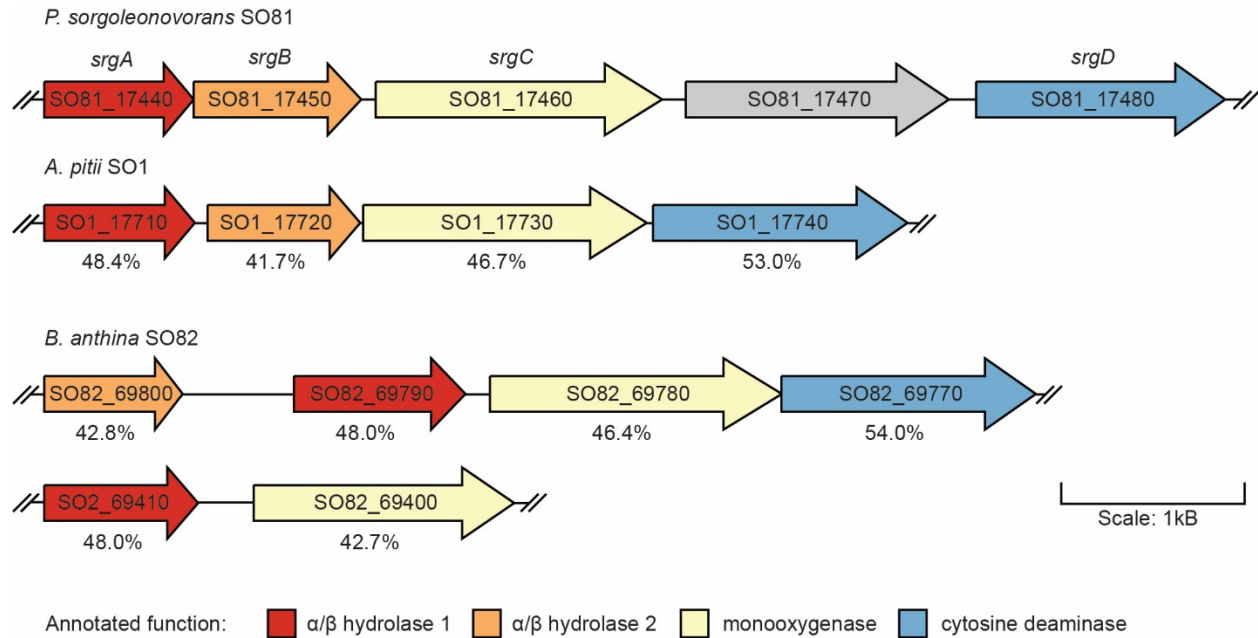 P. sorgoleonovorans SO81
srgA srgB srgC srgD
SO81_17440 SO81_17450 SO81_17460 SO81_17470 SO81_17480
A. pitii SO1
SO1_17710 SO1_17720 SO1_17730 SO1_17740
48.4% 41.7% 46.7% 53.0%
B. anthina SO82
SO82_69800 SO82_69790 SO82_69780 SO82_69770
42.8% 48.0% 46.4% 54.0%
SO2_69410 SO82_69400
48.0% 42.7%
Scale: 1kB
Annotated function: α/β hydrolase 1 α/β hydrolase 2 monooxygenase cytosine deaminase